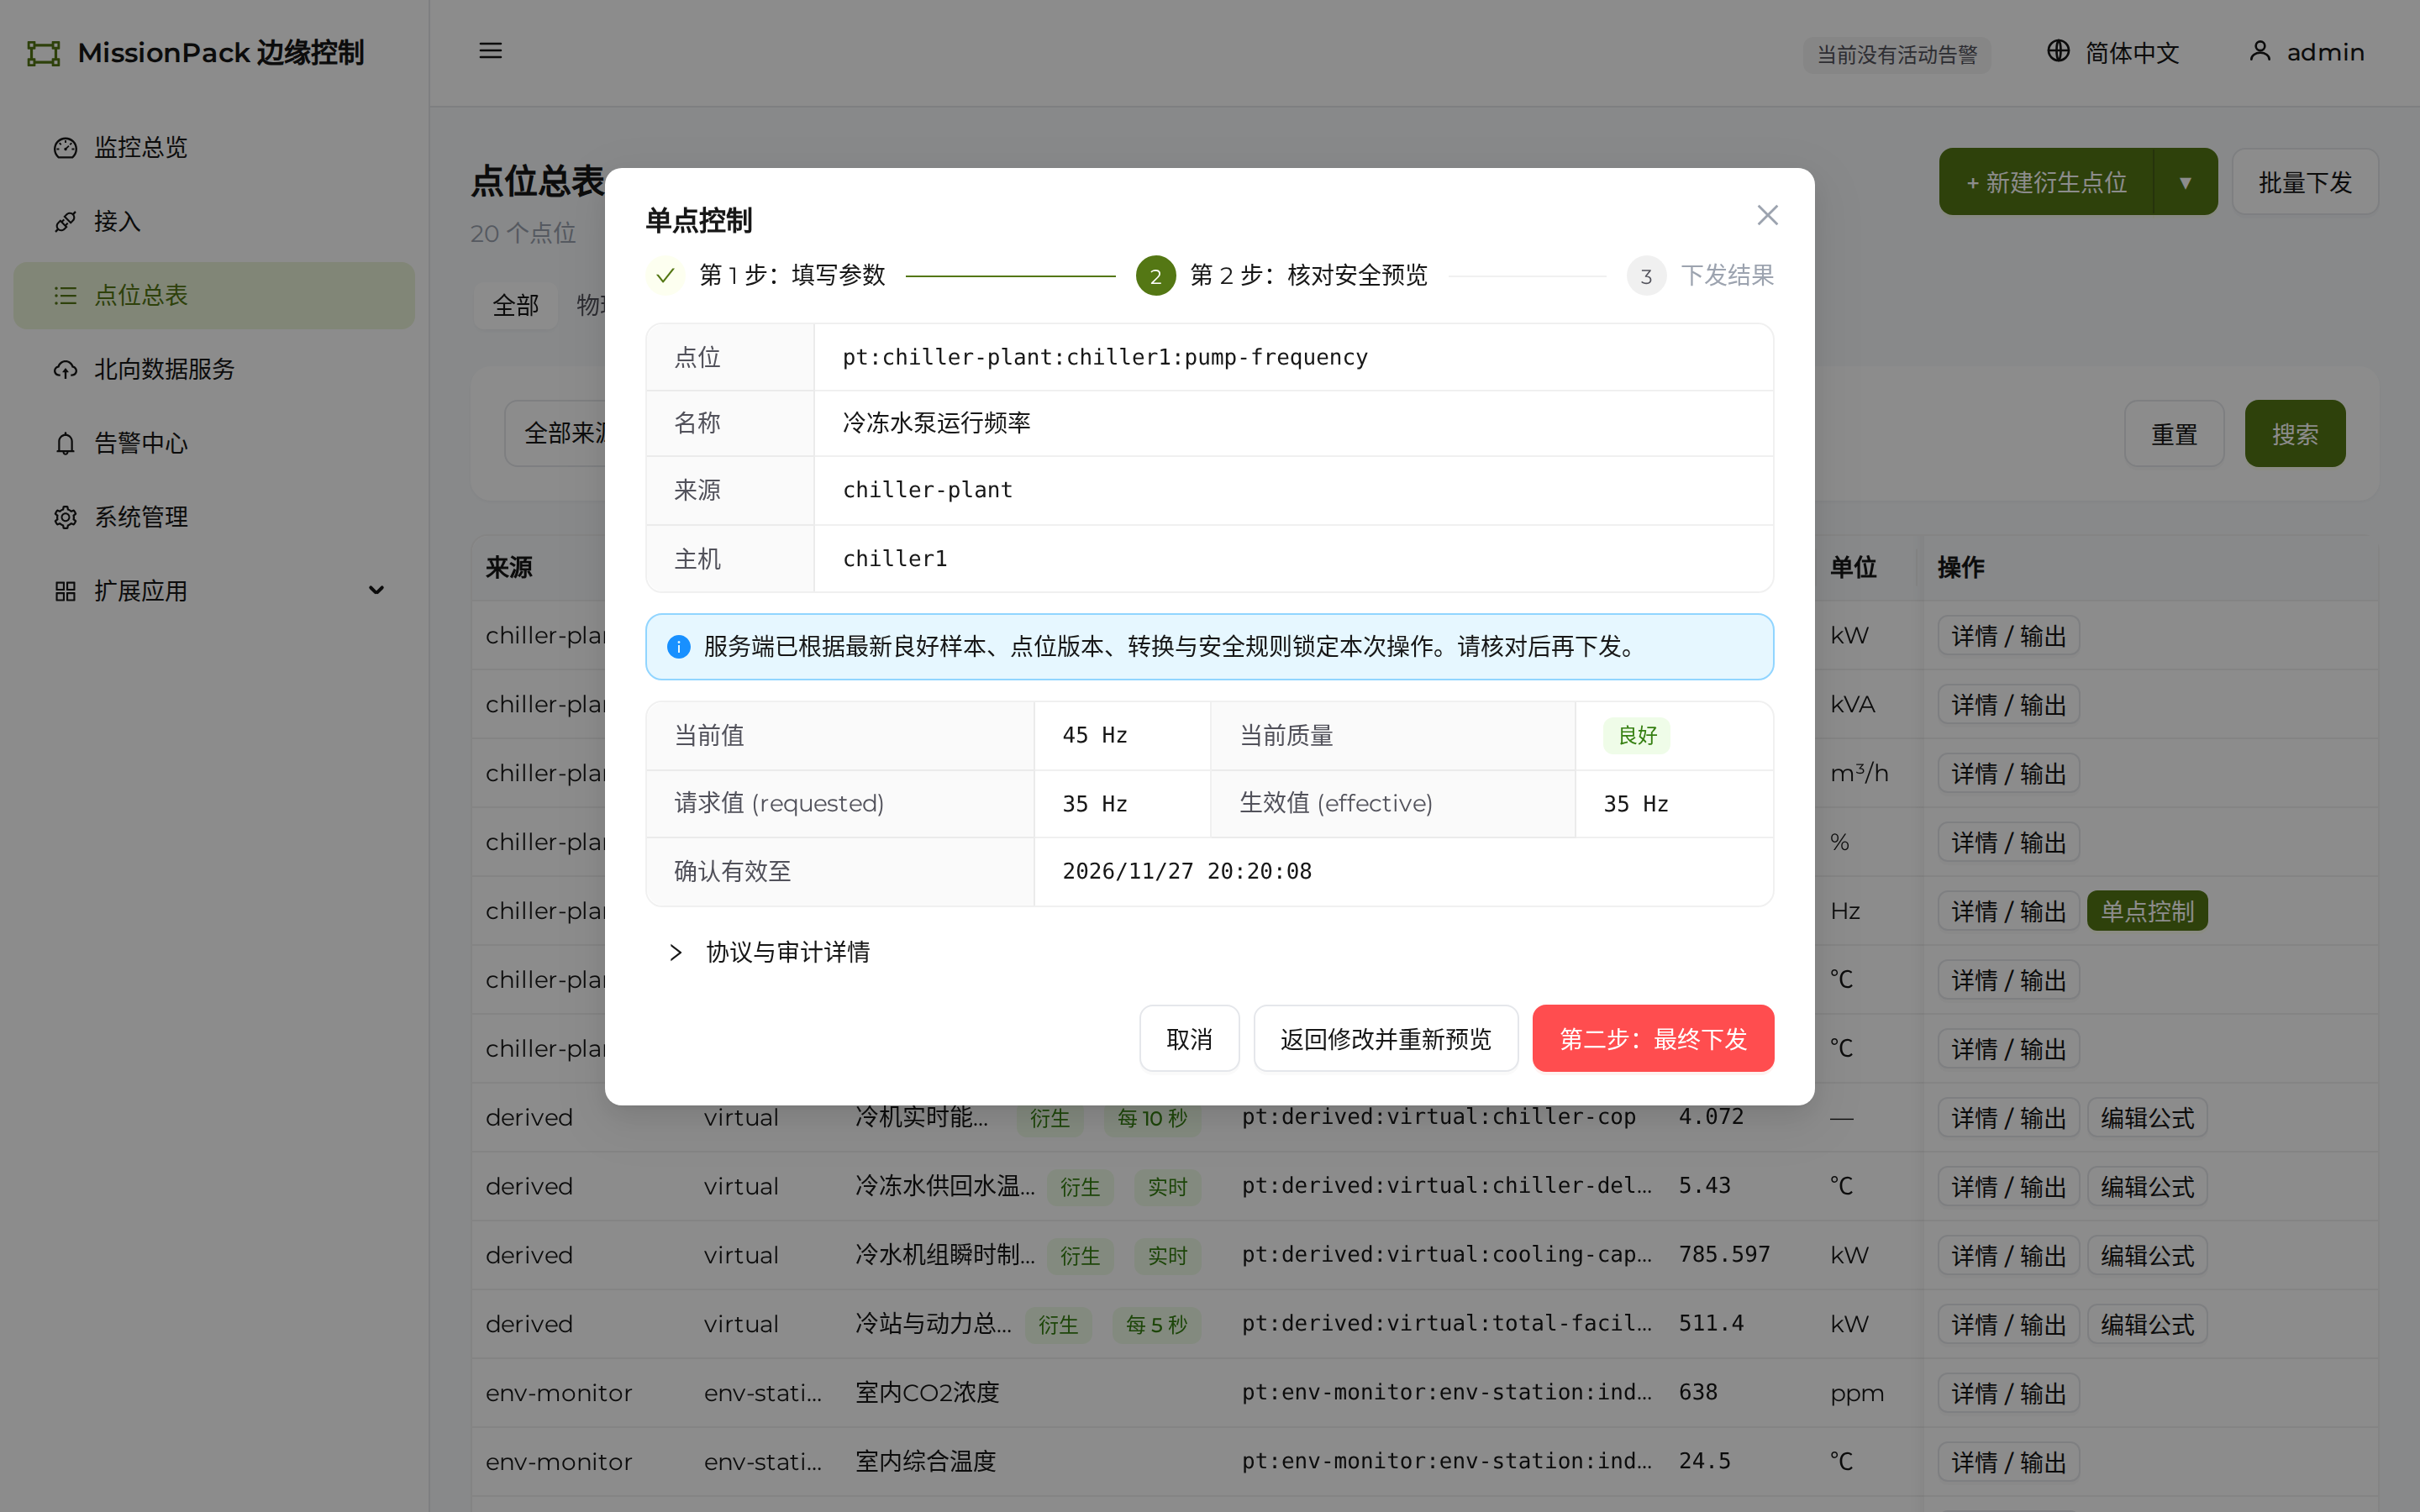 MissionPack 边缘控制
当前没有活动告警
简体中文
admin
监控总览
接入
点位总表
北向数据服务
告警中心
系统管理
扩展应用
点位总表
20 个点位
+ 新建衍生点位
▼
批量下发
全部
全部来源
重置
搜索
单点控制
第 1 步：填写参数
2
第 2 步：核对安全预览
3
下发结果
点位 pt:chiller-plant:chiller1:pump-frequency
名称 冷冻水泵运行频率
来源 chiller-plant
主机 chiller1
服务端已根据最新良好样本、点位版本、转换与安全规则锁定本次操作。请核对后再下发。
当前值 45 Hz 当前质量 良好
请求值 (requested) 35 Hz 生效值 (effective) 35 Hz
确认有效至 2026/11/27 20:20:08
协议与审计详情
取消
返回修改并重新预览
第二步：最终下发
来源 单位 操作
chiller-plan kW 详情 / 输出
chiller-plan kVA 详情 / 输出
chiller-plan m³/h 详情 / 输出
chiller-plan % 详情 / 输出
chiller-plan Hz 详情 / 输出 单点控制
chiller-plan ℃ 详情 / 输出
chiller-plan ℃ 详情 / 输出
derived virtual 冷机实时能... 衍生 每 10 秒 pt:derived:virtual:chiller-cop 4.072 — 详情 / 输出 编辑公式
derived virtual 冷冻水供回水温... 衍生 实时 pt:derived:virtual:chiller-del... 5.43 ℃ 详情 / 输出 编辑公式
derived virtual 冷水机组瞬时制... 衍生 实时 pt:derived:virtual:cooling-cap... 785.597 kW 详情 / 输出 编辑公式
derived virtual 冷站与动力总... 衍生 每 5 秒 pt:derived:virtual:total-facil... 511.4 kW 详情 / 输出 编辑公式
env-monitor env-stati... 室内CO2浓度 pt:env-monitor:env-station:ind... 638 ppm 详情 / 输出
env-monitor env-stati... 室内综合温度 pt:env-monitor:env-station:ind... 24.5 ℃ 详情 / 输出